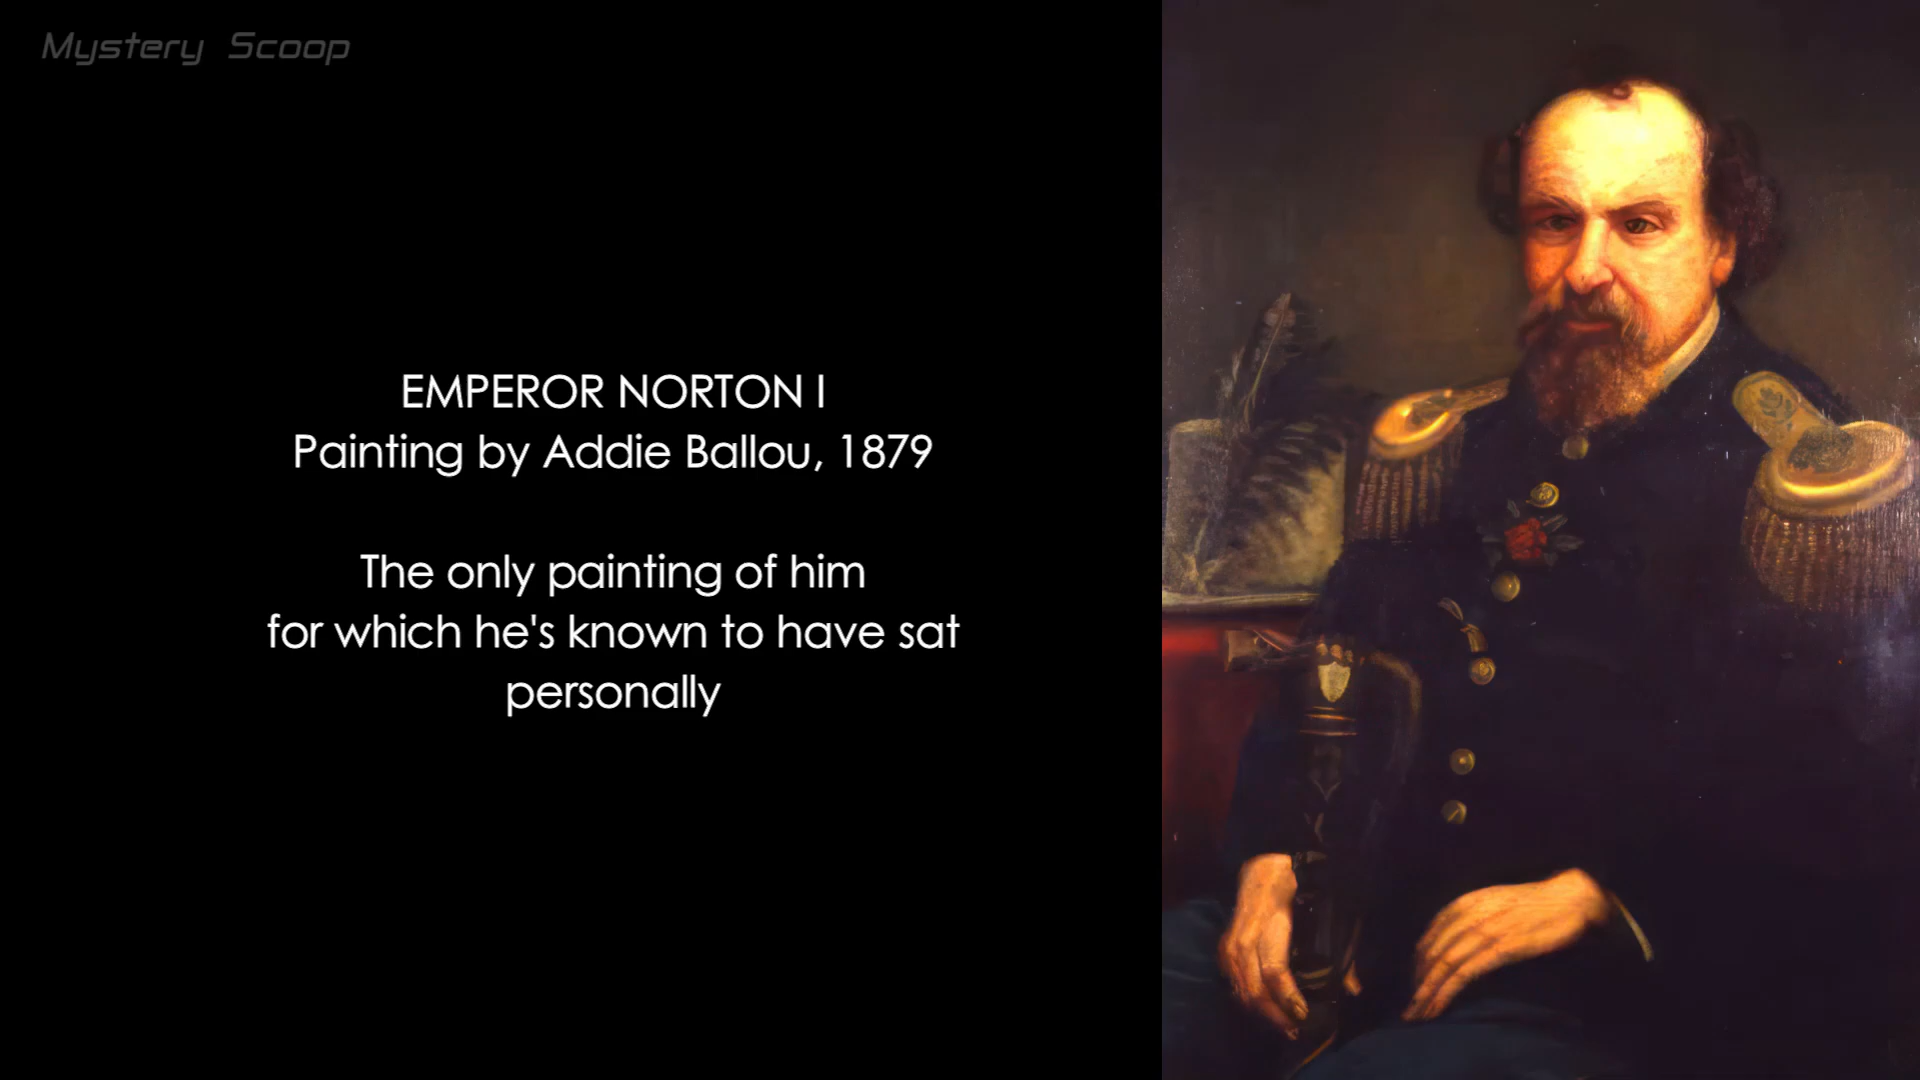 Mystery Scoop
EMPEROR NORTON I
Painting by Addie Ballou, 1879
The only painting of him
for which he's known to have sat
personally